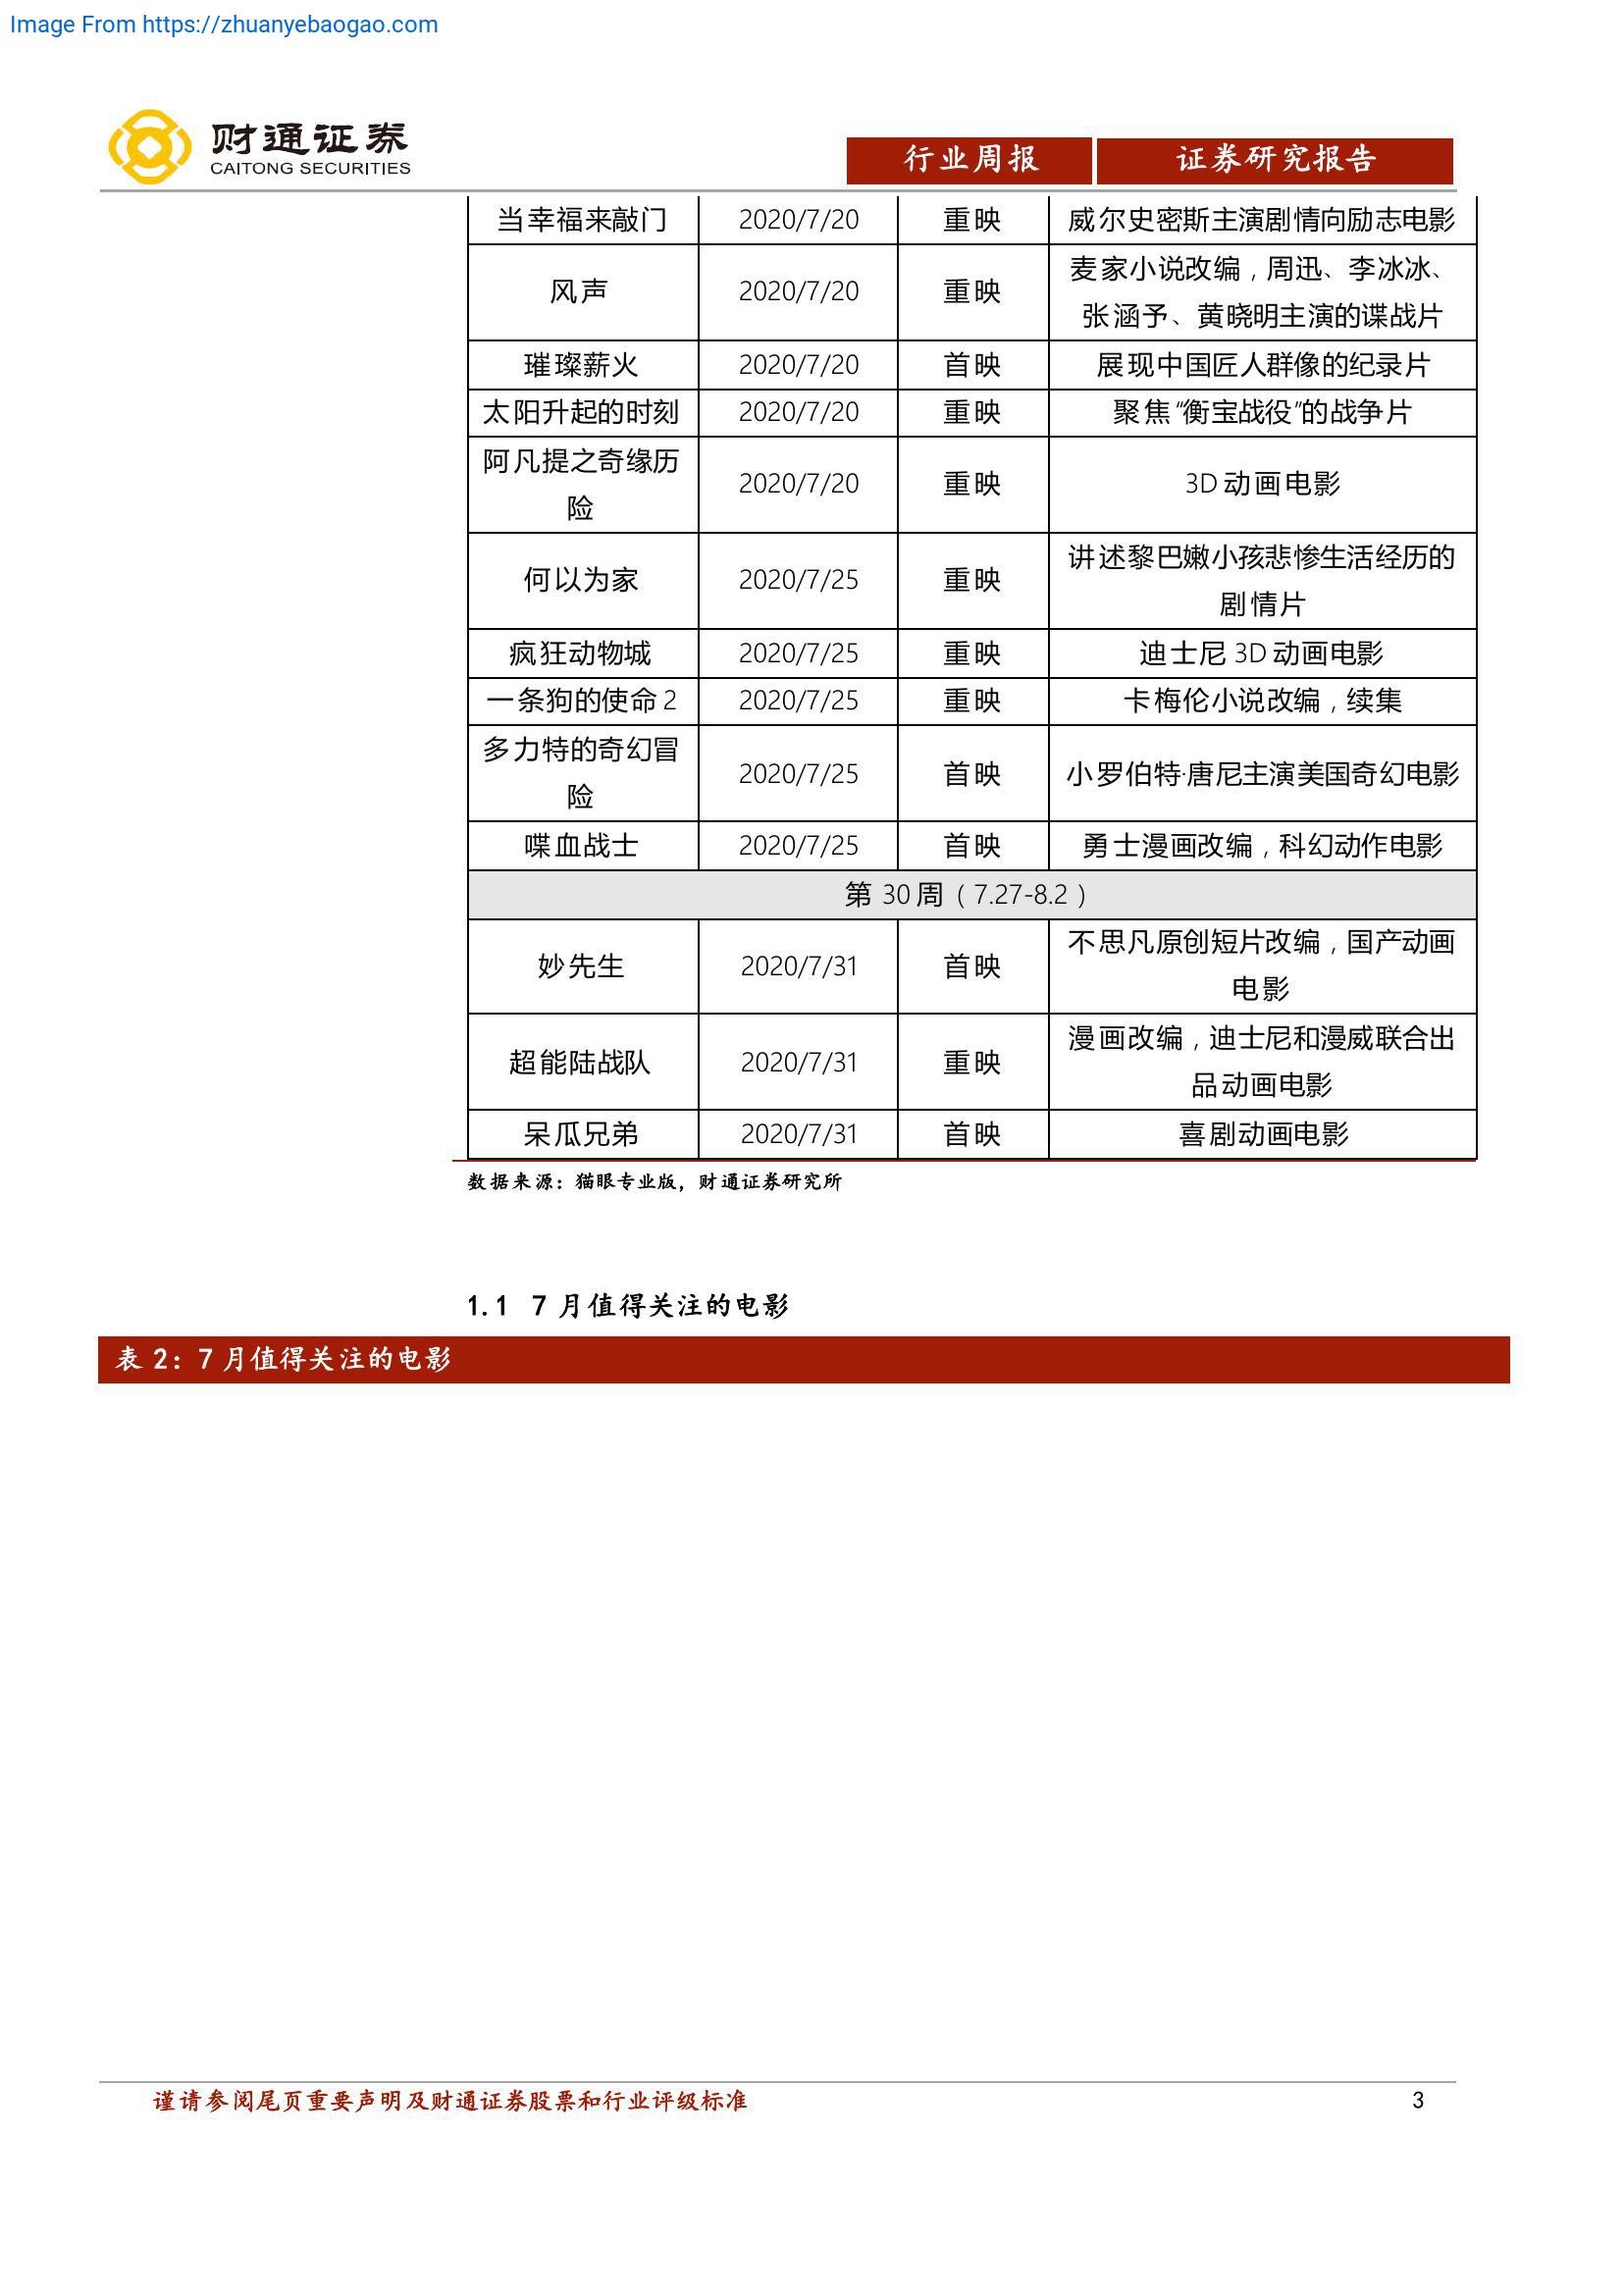 Image From https://zhuanyebaogao.com
财通证券
CAITONG SECURITIES
行业周报
证券研究报告
当幸福来敲门 2020/7/20 重映 威尔史密斯主演剧情向励志电影
风声 2020/7/20 重映 麦家小说改编，周迅、李冰冰、
张涵予、黄晓明主演的谍战片
璀璨薪火 2020/7/20 首映 展现中国匠人群像的纪录片
太阳升起的时刻 2020/7/20 重映 聚焦“衡宝战役”的战争片
阿凡提之奇缘历
险 2020/7/20 重映 3D动画电影
何以为家 2020/7/25 重映 讲述黎巴嫩小孩悲惨生活经历的
剧情片
疯狂动物城 2020/7/25 重映 迪士尼 3D动画电影
一条狗的使命2 2020/7/25 重映 卡梅伦小说改编，续集
多力特的奇幻冒
险 2020/7/25 首映 小罗伯特·唐尼主演美国奇幻电影
喋血战士 2020/7/25 首映 勇士漫画改编，科幻动作电影
第 30周（7.27-8.2）
妙先生 2020/7/31 首映 不思凡原创短片改编，国产动画
电影
超能陆战队 2020/7/31 重映 漫画改编，迪士尼和漫威联合出
品动画电影
呆瓜兄弟 2020/7/31 首映 喜剧动画电影
数据来源：猫眼专业版，财通证券研究所
1.1 7月值得关注的电影
表 2：7月值得关注的电影
谨请参阅尾页重要声明及财通证券股票和行业评级标准
3